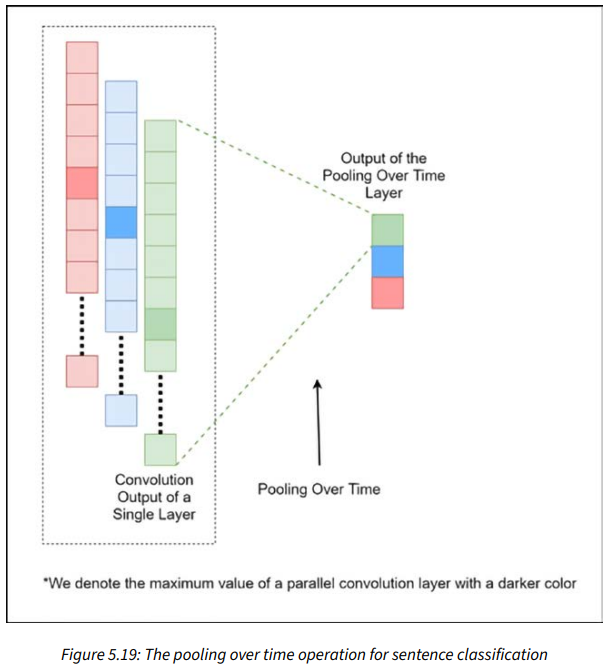 Output of the
Pooling Over Time
Layer
Convolution
Output of a
Single Layer
Pooling Over Time
*We denote the maximum value of a parallel convolution layer with a darker color
Figure 5.19: The pooling over time operation for sentence classification